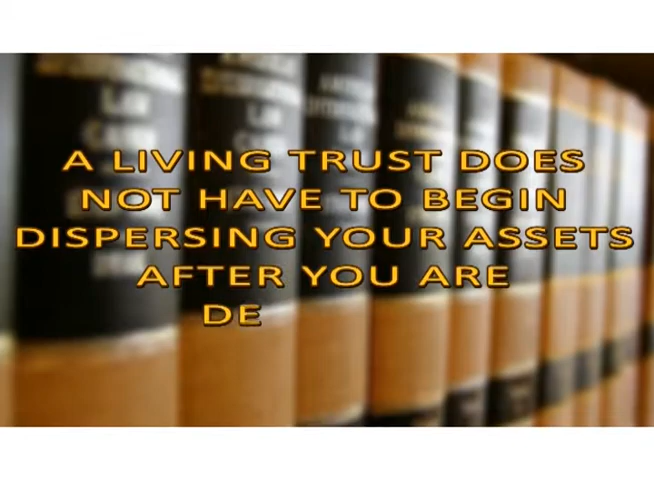 A LIVING TRUST DOES
NOT HAVE TO BEGIN
DISPERSING YOUR ASSETS
AFTER YOU ARE
DE